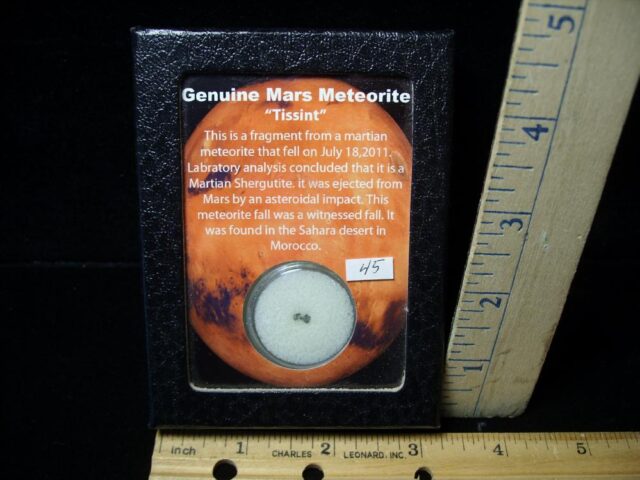 Genuine Mars Meteorite
"Tissint"
This is a fragment from a martian
meteorite that fell on July 18,2011.
Labratory analysis concluded that it is a
Martian Shergutite. it was ejected from
Mars by an asteroidal impact. This
meteorite fall was a witnessed fall. It
was found in the Sahara desert in
Morocco.
45
5
4
3
2
inch 1 2 3 4 5
CHARLES LEONARD, INC.